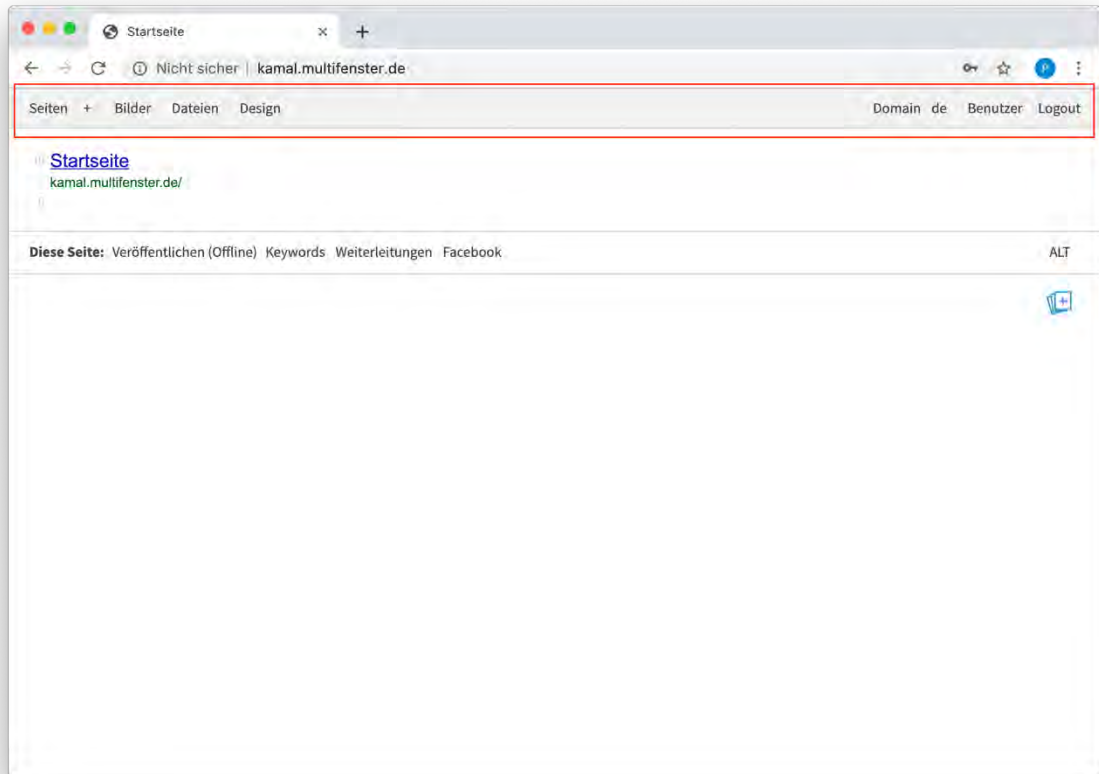 Startseite
Nicht sicher | kamal.multifenster.de
Seiten + Bilder Dateien Design Domain de Benutzer Logout
Startseite
kamal.multifenster.de/
Diese Seite: Veröffentlichen (Offline) Keywords Weiterleitungen Facebook ALT